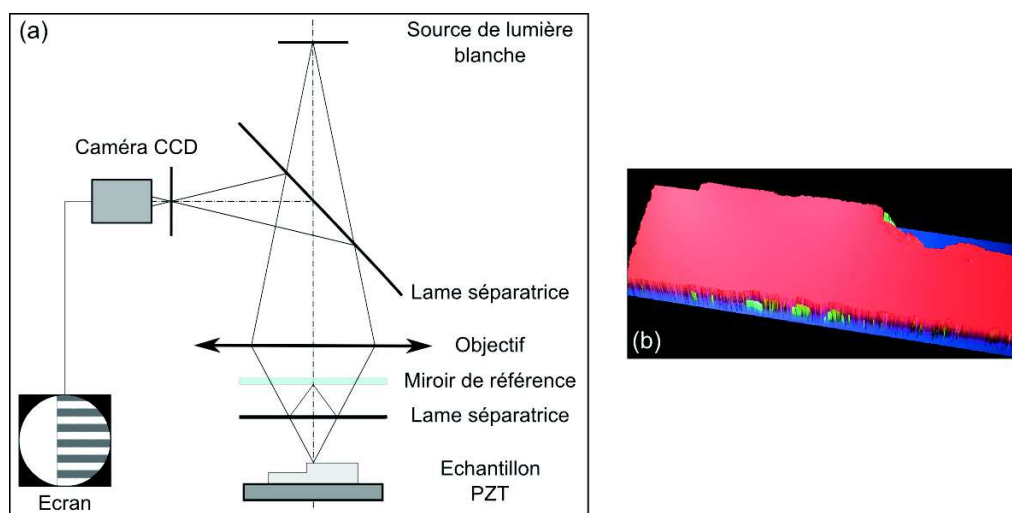 (a)
Source de lumière
blanche
Caméra CCD
Lame séparatrice
Objectif
Miroir de référence
Lame séparatrice
Echantillon
PZT
Ecran
(b)